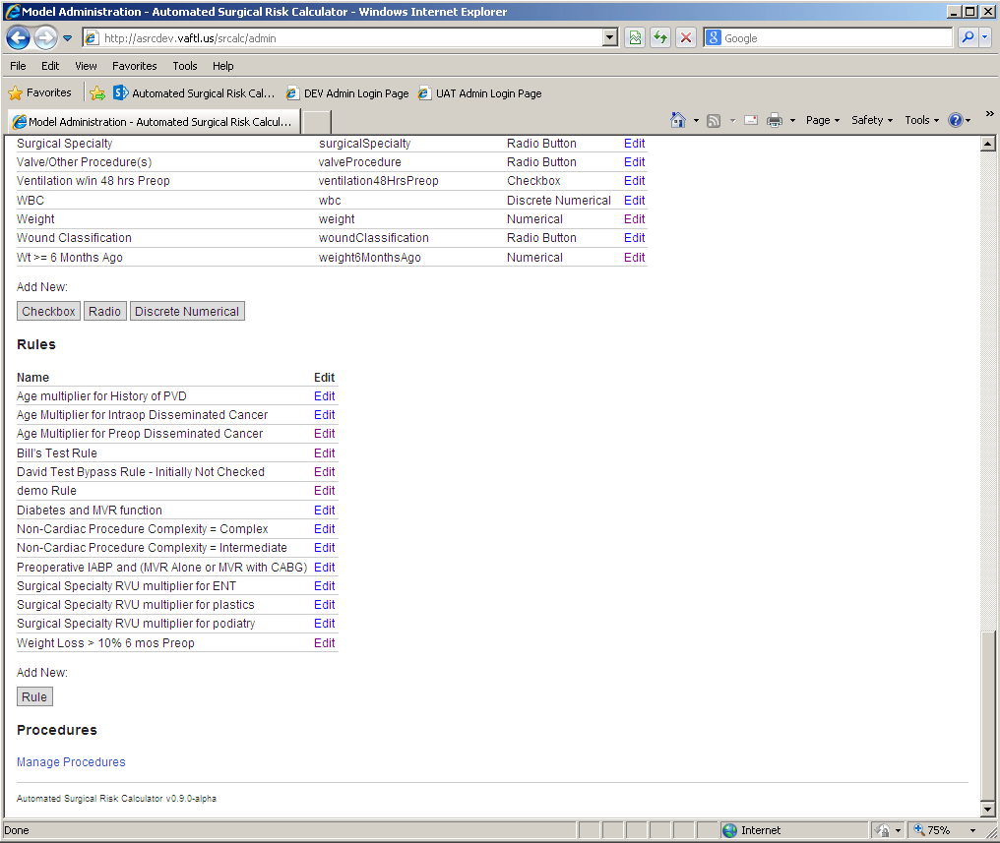 Model Administration - Automated Surgical Risk Calculator - Windows Internet Explorer
http://asrcdev.vaftl.us/srcalc/admin
Google
File Edit View Favorites Tools Help
Favorites Automated Surgical Risk Cal... DEV Admin Login Page UAT Admin Login Page
Model Administration - Automated Surgical Risk Calcul... Page Safety Tools
Surgical Specialty surgicalSpecialty Radio Button Edit
Valve/Other Procedure(s) valveProcedure Radio Button Edit
Ventilation w/in 48 hrs Preop ventilation48HrsPreop Checkbox Edit
WBC wbc Discrete Numerical Edit
Weight weight Numerical Edit
Wound Classification woundClassification Radio Button Edit
Wt >= 6 Months Ago weight6MonthsAgo Numerical Edit
Add New:
Checkbox Radio Discrete Numerical
Rules
Name Edit
Age multiplier for History of PVD Edit
Age Multiplier for Intraop Disseminated Cancer Edit
Age Multiplier for Preop Disseminated Cancer Edit
Bill's Test Rule Edit
David Test Bypass Rule - Initially Not Checked Edit
demo Rule Edit
Diabetes and MVR function Edit
Non-Cardiac Procedure Complexity = Complex Edit
Non-Cardiac Procedure Complexity = Intermediate Edit
Preoperative IABP and (MVR Alone or MVR with CABG) Edit
Surgical Specialty RVU multiplier for ENT Edit
Surgical Specialty RVU multiplier for plastics Edit
Surgical Specialty RVU multiplier for podiatry Edit
Weight Loss > 10% 6 mos Preop Edit
Add New:
Rule
Procedures
Manage Procedures
Automated Surgical Risk Calculator v0.9.0-alpha
Done Internet 75%